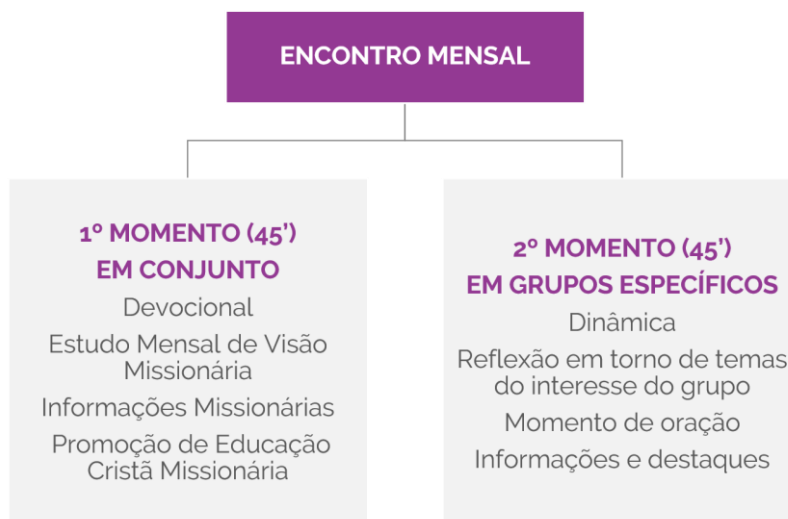 ENCONTRO MENSAL
1º MOMENTO (45’)
EM CONJUNTO
Devocional
Estudo Mensal de Visão
Missionária
Informações Missionárias
Promoção de Educação
Cristã Missionária
2º MOMENTO (45’)
EM GRUPOS ESPECÍFICOS
Dinâmica
Reflexão em torno de temas
do interesse do grupo
Momento de oração
Informações e destaques